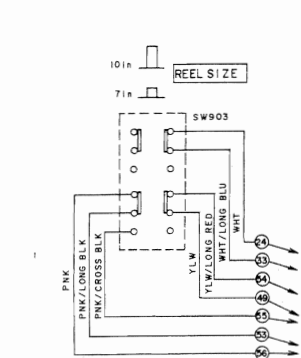 10in
REEL SIZE
7in
SW903
PNK
PNK/LONG BLK
PNK/CROSS BLK
YLW
YLW/LONG RED
WHT/LONG BLU
WHT
24
33
54
49
55
53
56